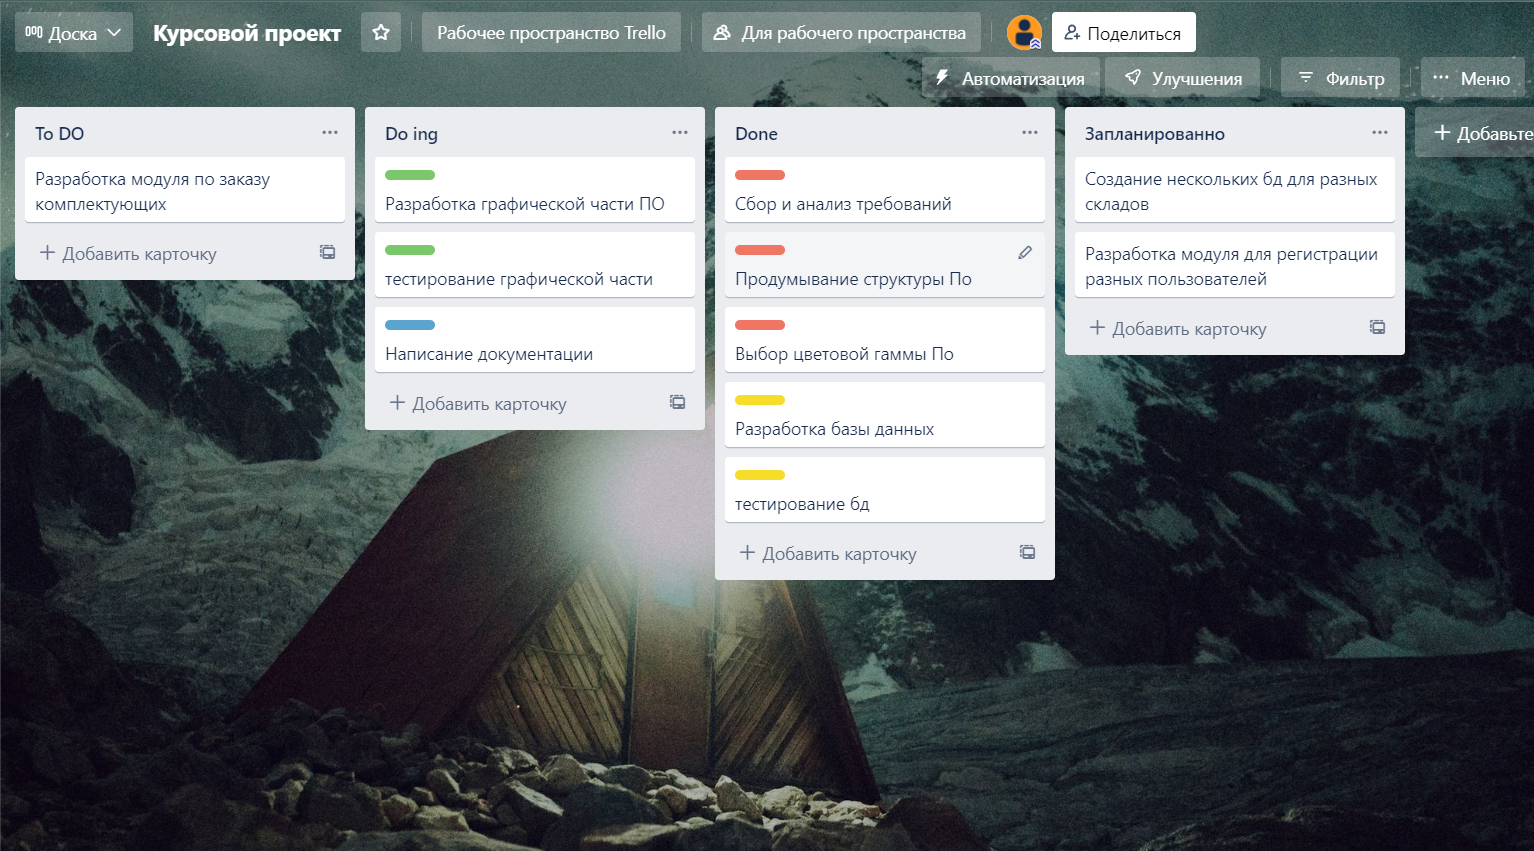 Доска
Курсовой проект
Рабочее пространство Trello
Для рабочего пространства
Поделиться
Автоматизация
Улучшения
Фильтр
Меню
To DO
Разработка модуля по заказу
комплектующих
Добавить карточку
Do ing
Разработка графической части ПО
тестирование графической части
Написание документации
Добавить карточку
Done
Сбор и анализ требований
Продумывание структуры По
Выбор цветовой гаммы По
Разработка базы данных
тестирование бд
Добавить карточку
Запланированно
Создание нескольких бд для разных
складов
Разработка модуля для регистрации
разных пользователей
Добавить карточку
Добавьте